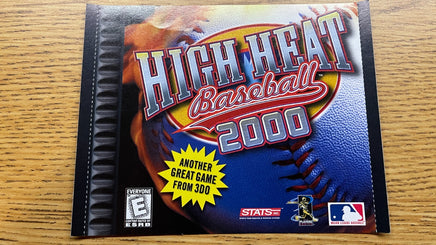 HIGH HEAT
Baseball
2000
ANOTHER
GREAT GAME
FROM 3DO
EVERYONE
E
ESRB
STATS